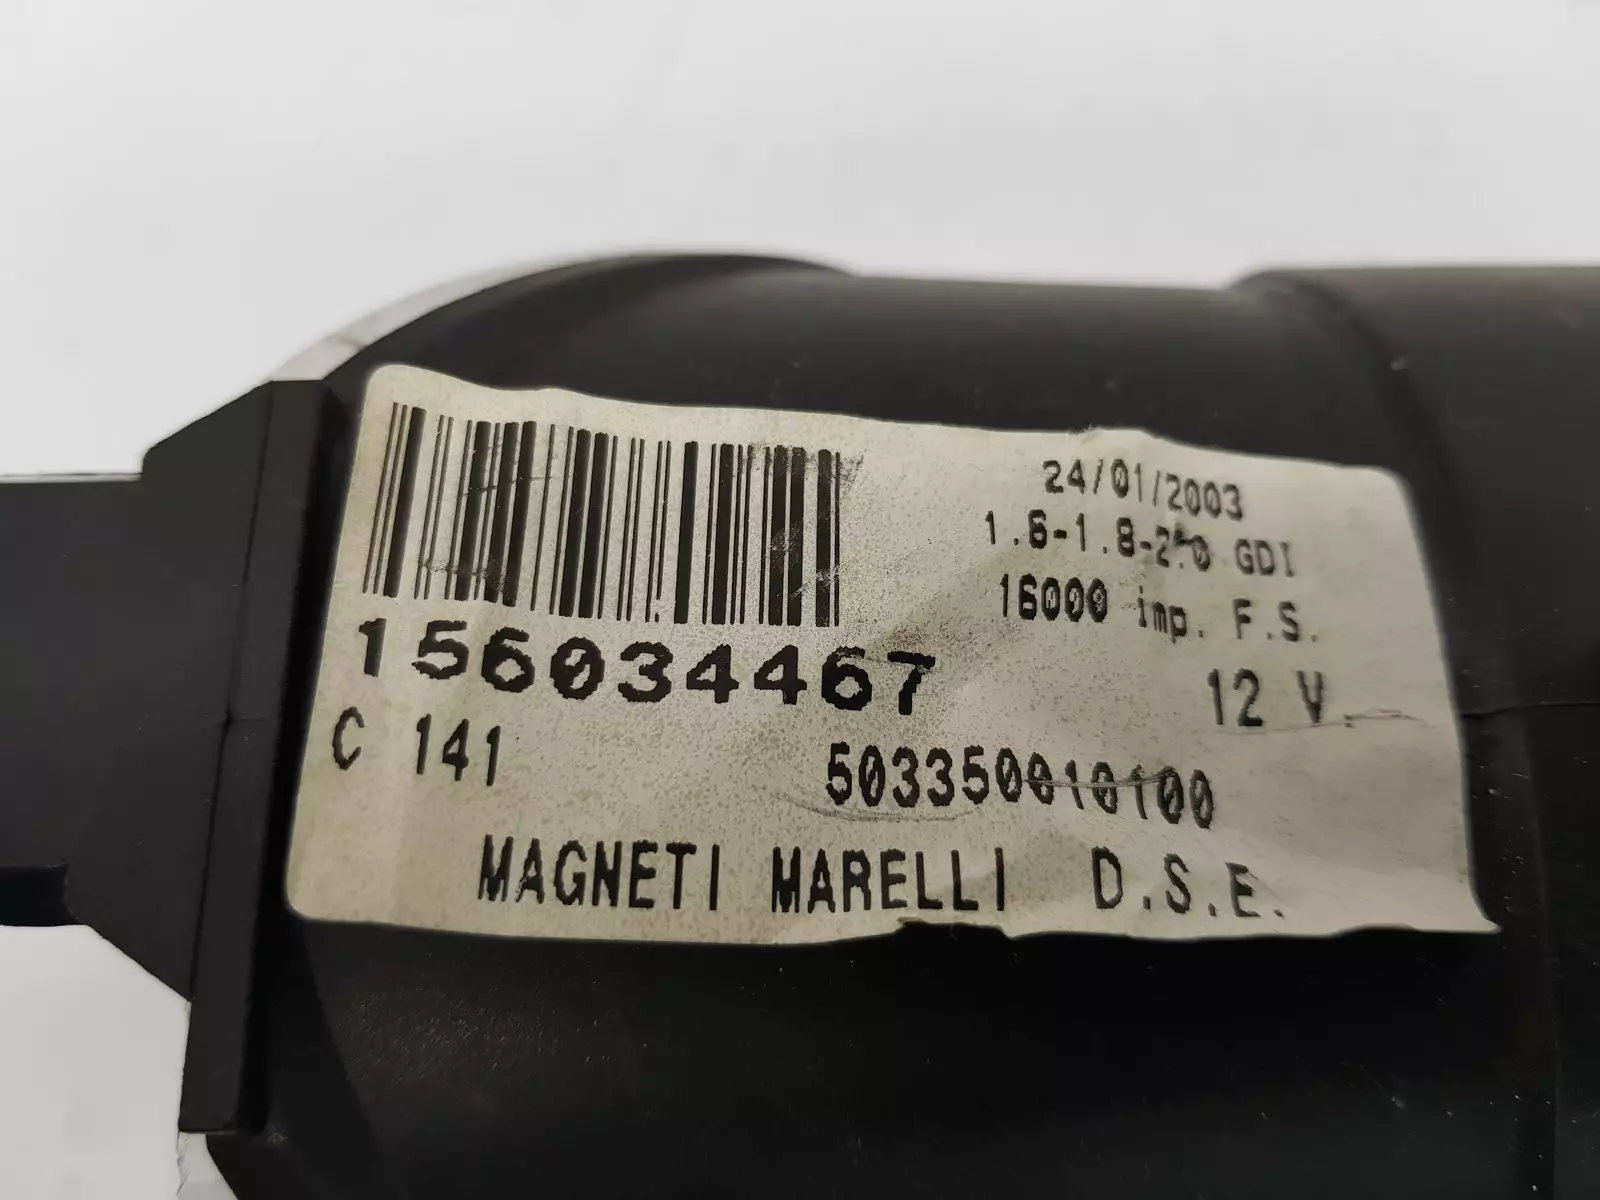 24/01/2003
1.6-1.8-2.0 GDI
16000 imp. F.S.
156034467
12 V.
C 141
503350010100
MAGNETI MARELLI D.S.E.